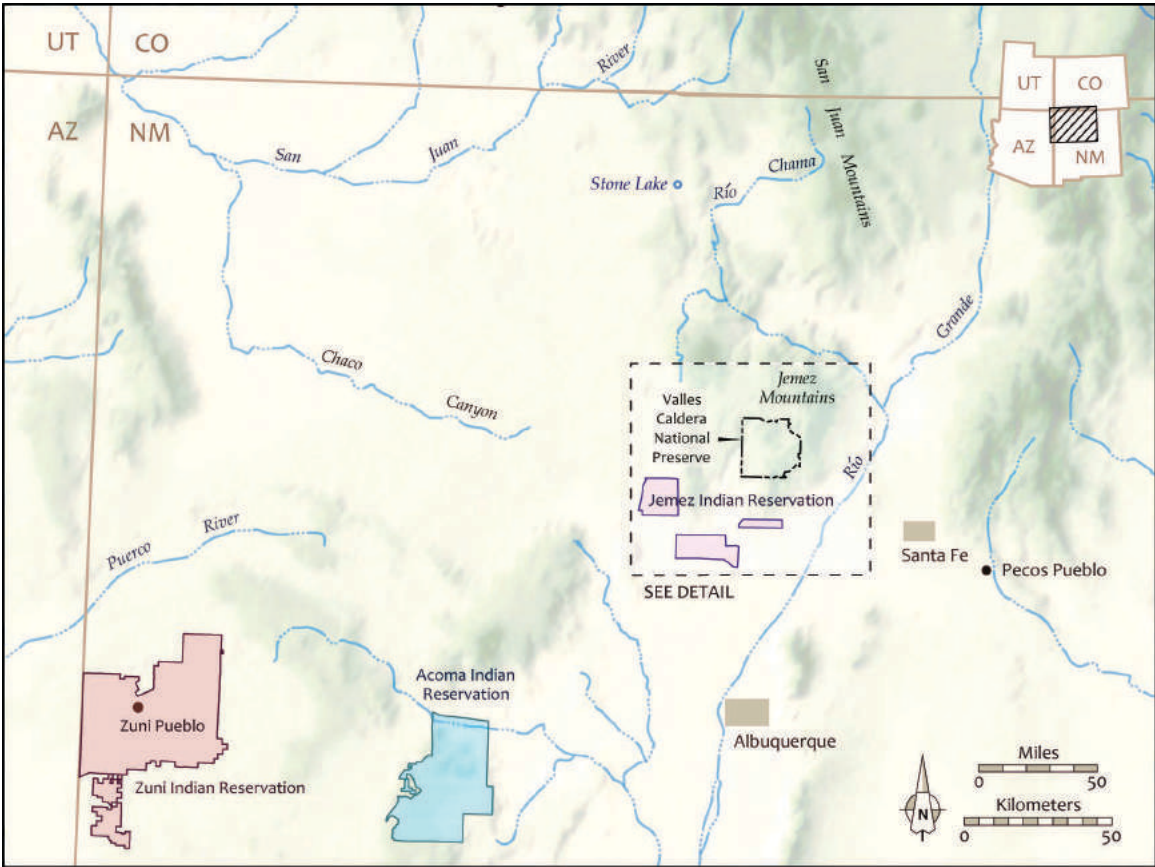 UT
CO
AZ
NM
River
San
Juan
San
Juan
Mountains
Chama
Río
Stone Lake
UT
CO
AZ
NM
Grande
Chaco
Canyon
Jemez
Mountains
Valles
Caldera
National
Preserve
Río
Jemez Indian Reservation
SEE DETAIL
Santa Fe
Pecos Pueblo
Puerco
River
Zuni Pueblo
Zuni Indian Reservation
Acoma Indian
Reservation
Albuquerque
N
Miles
0
50
Kilometers
0
50